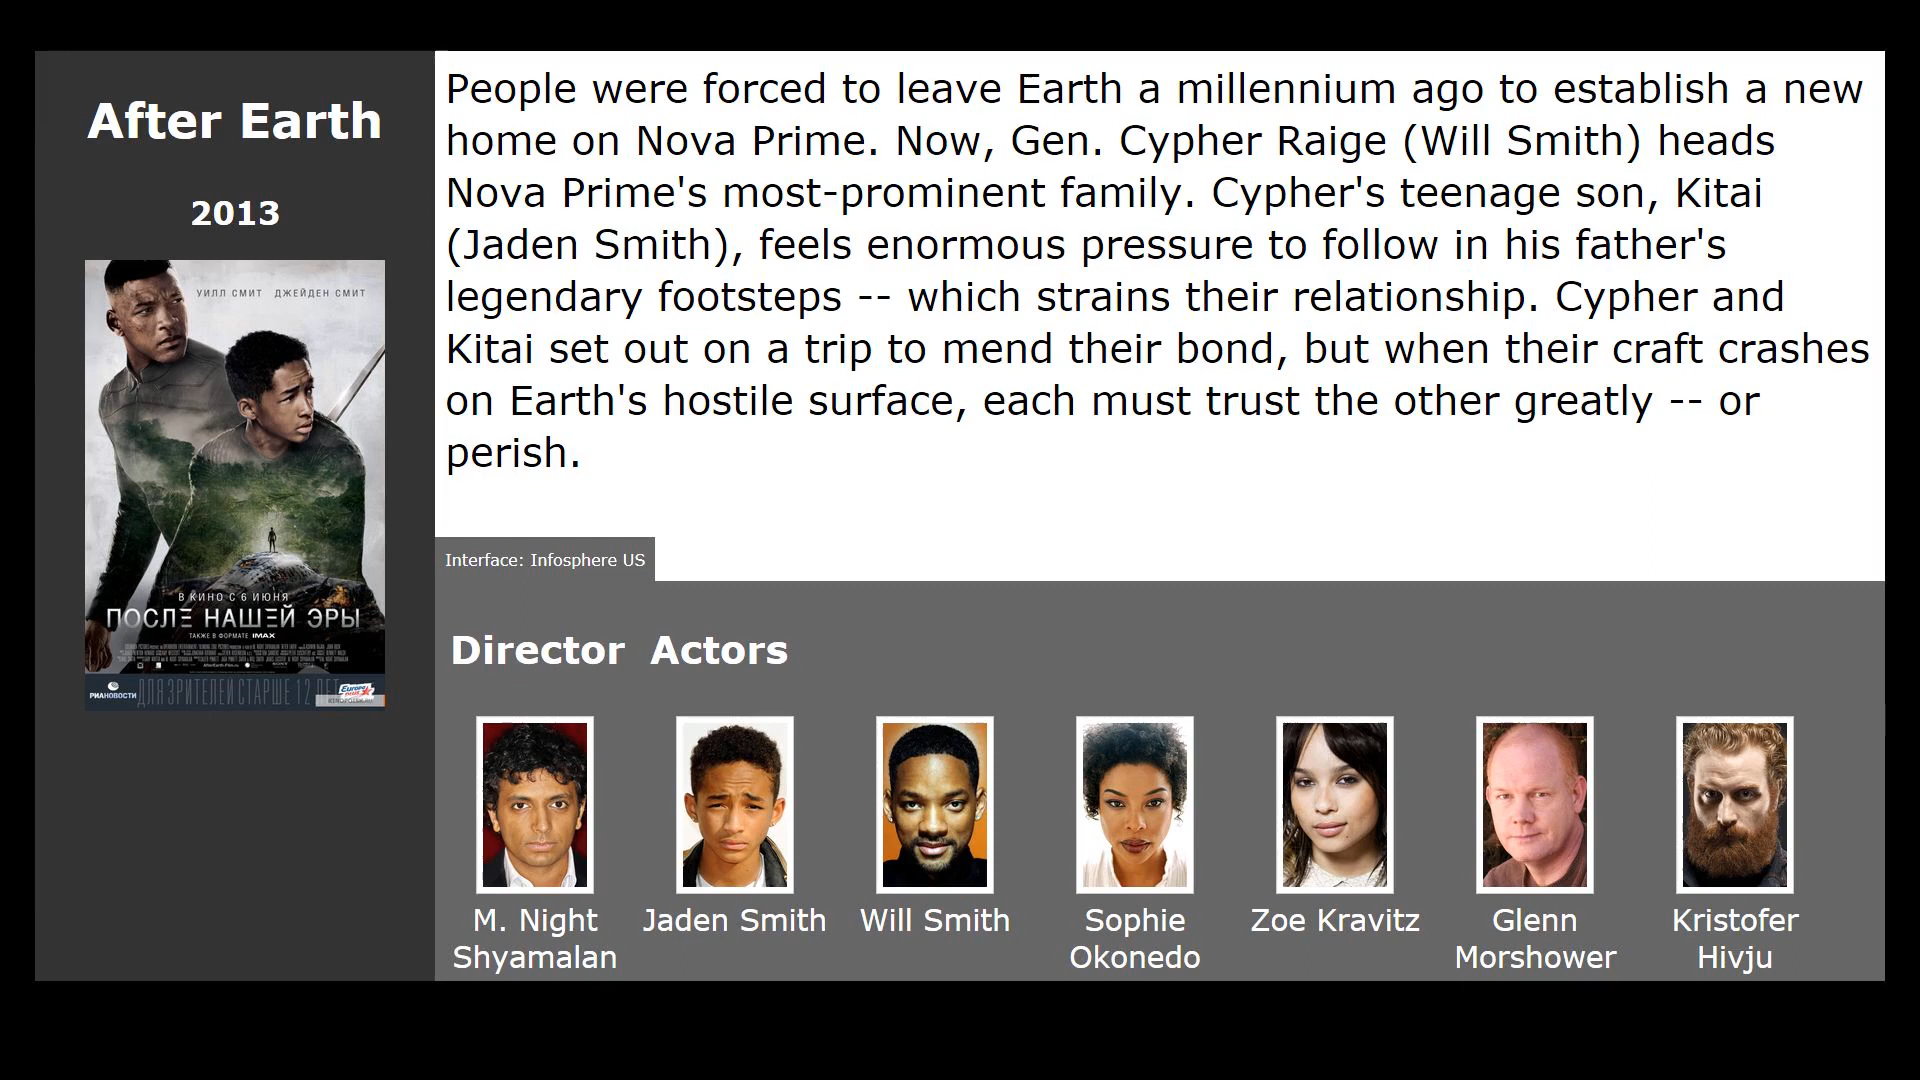 After Earth
2013
УИЛЛ СМИТ ДЖЕЙДЕН СМИТ
В КИНО С 6 ИЮНЯ
ПОСЛЕ НАШЕЙ ЭРЫ
ТАКЖЕ В ФОРМАТЕ IMAX
РИАНОВОСТИ ДЛЯ ЗРИТЕЛЕЙ СТАРШЕ 12 ЛЕТ
People were forced to leave Earth a millennium ago to establish a new
home on Nova Prime. Now, Gen. Cypher Raige (Will Smith) heads
Nova Prime's most-prominent family. Cypher's teenage son, Kitai
(Jaden Smith), feels enormous pressure to follow in his father's
legendary footsteps -- which strains their relationship. Cypher and
Kitai set out on a trip to mend their bond, but when their craft crashes
on Earth's hostile surface, each must trust the other greatly -- or
perish.
Interface: Infosphere US
Director Actors
M. Night
Shyamalan
Jaden Smith
Will Smith
Sophie
Okonedo
Zoe Kravitz
Glenn
Morshower
Kristofer
Hivju